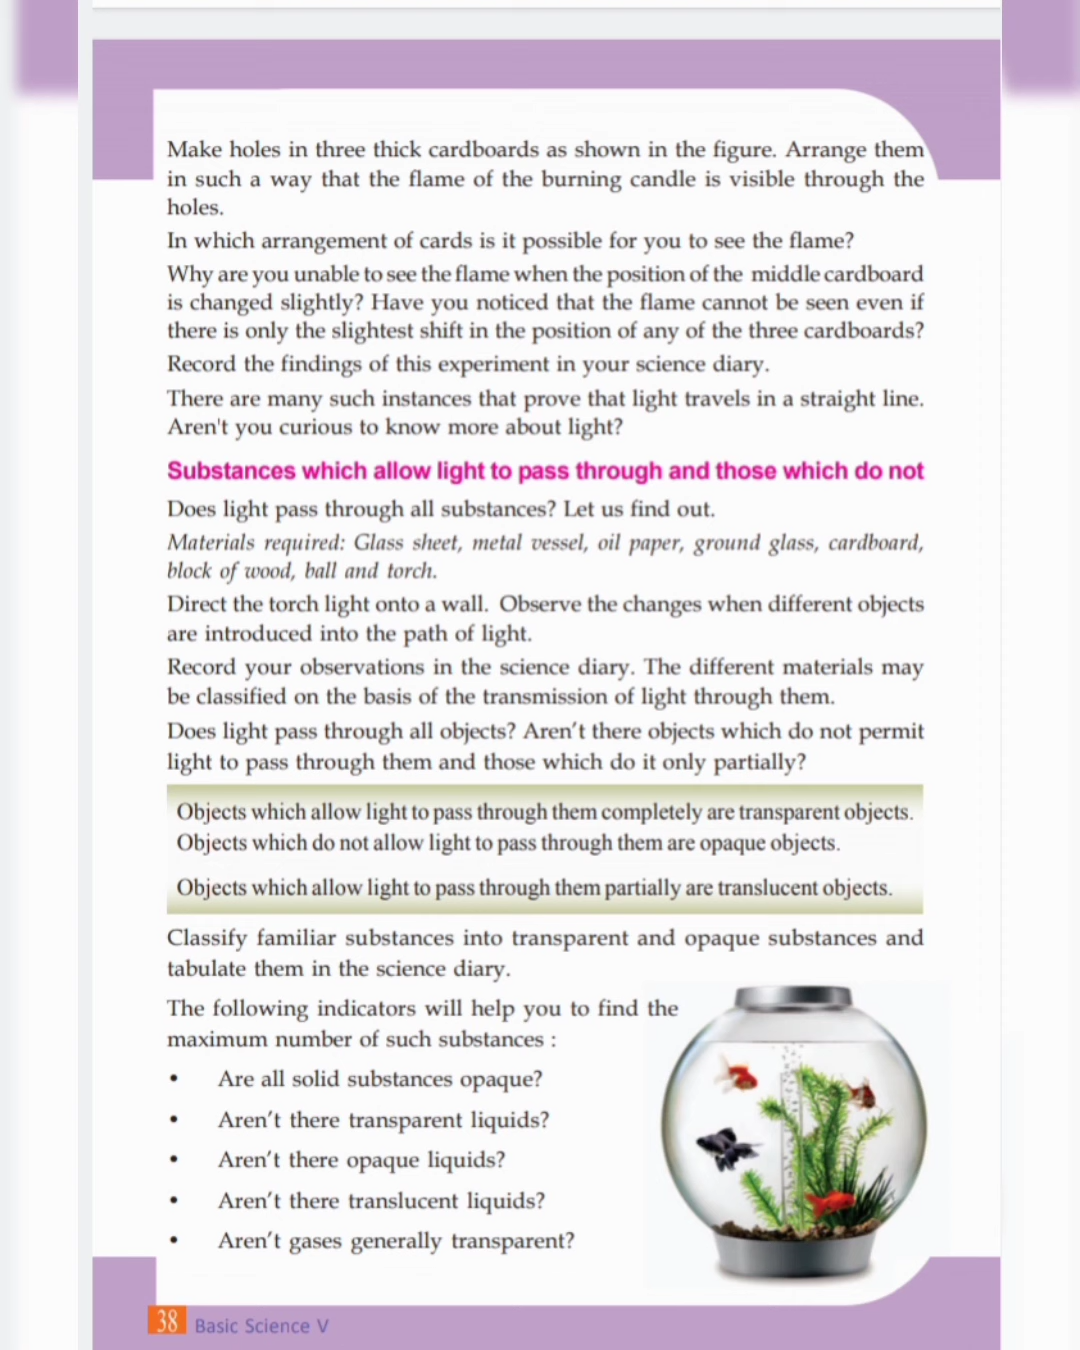 Make holes in three thick cardboards as shown in the figure. Arrange them
in such a way that the flame of the burning candle is visible through the
holes.
In which arrangement of cards is it possible for you to see the flame?
Why are you unable to see the flame when the position of the middle cardboard
is changed slightly? Have you noticed that the flame cannot be seen even if
there is only the slightest shift in the position of any of the three cardboards?
Record the findings of this experiment in your science diary.
There are many such instances that prove that light travels in a straight line.
Aren't you curious to know more about light?
Substances which allow light to pass through and those which do not
Does light pass through all substances? Let us find out.
Materials required: Glass sheet, metal vessel, oil paper, ground glass, cardboard,
block of wood, ball and torch.
Direct the torch light onto a wall. Observe the changes when different objects
are introduced into the path of light.
Record your observations in the science diary. The different materials may
be classified on the basis of the transmission of light through them.
Does light pass through all objects? Aren’t there objects which do not permit
light to pass through them and those which do it only partially?
Objects which allow light to pass through them completely are transparent objects.
Objects which do not allow light to pass through them are opaque objects.
Objects which allow light to pass through them partially are translucent objects.
Classify familiar substances into transparent and opaque substances and
tabulate them in the science diary.
The following indicators will help you to find the
maximum number of such substances :
• Are all solid substances opaque?
• Aren’t there transparent liquids?
• Aren’t there opaque liquids?
• Aren’t there translucent liquids?
• Aren’t gases generally transparent?
38 Basic Science V